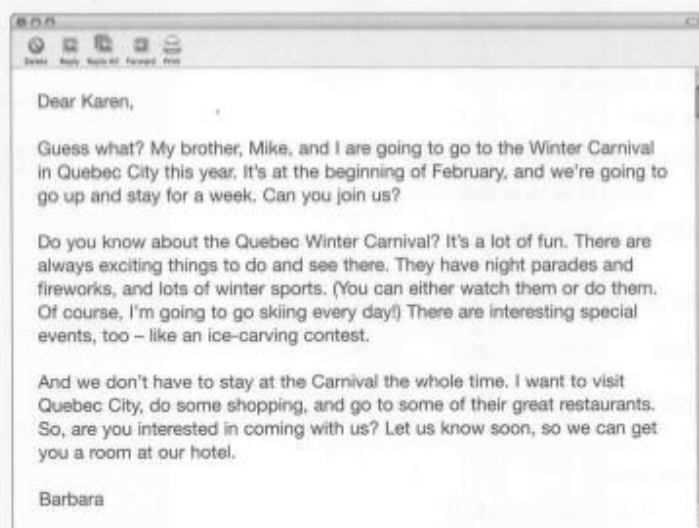 Delete Reply Reply All Forward Print
Dear Karen,
Guess what? My brother, Mike, and I are going to go to the Winter Carnival
in Quebec City this year. It's at the beginning of February, and we're going to
go up and stay for a week. Can you join us?
Do you know about the Quebec Winter Carnival? It's a lot of fun. There are
always exciting things to do and see there. They have night parades and
fireworks, and lots of winter sports. (You can either watch them or do them.
Of course, I'm going to go skiing every day!) There are interesting special
events, too – like an ice-carving contest.
And we don't have to stay at the Carnival the whole time. I want to visit
Quebec City, do some shopping, and go to some of their great restaurants.
So, are you interested in coming with us? Let us know soon, so we can get
you a room at our hotel.
Barbara